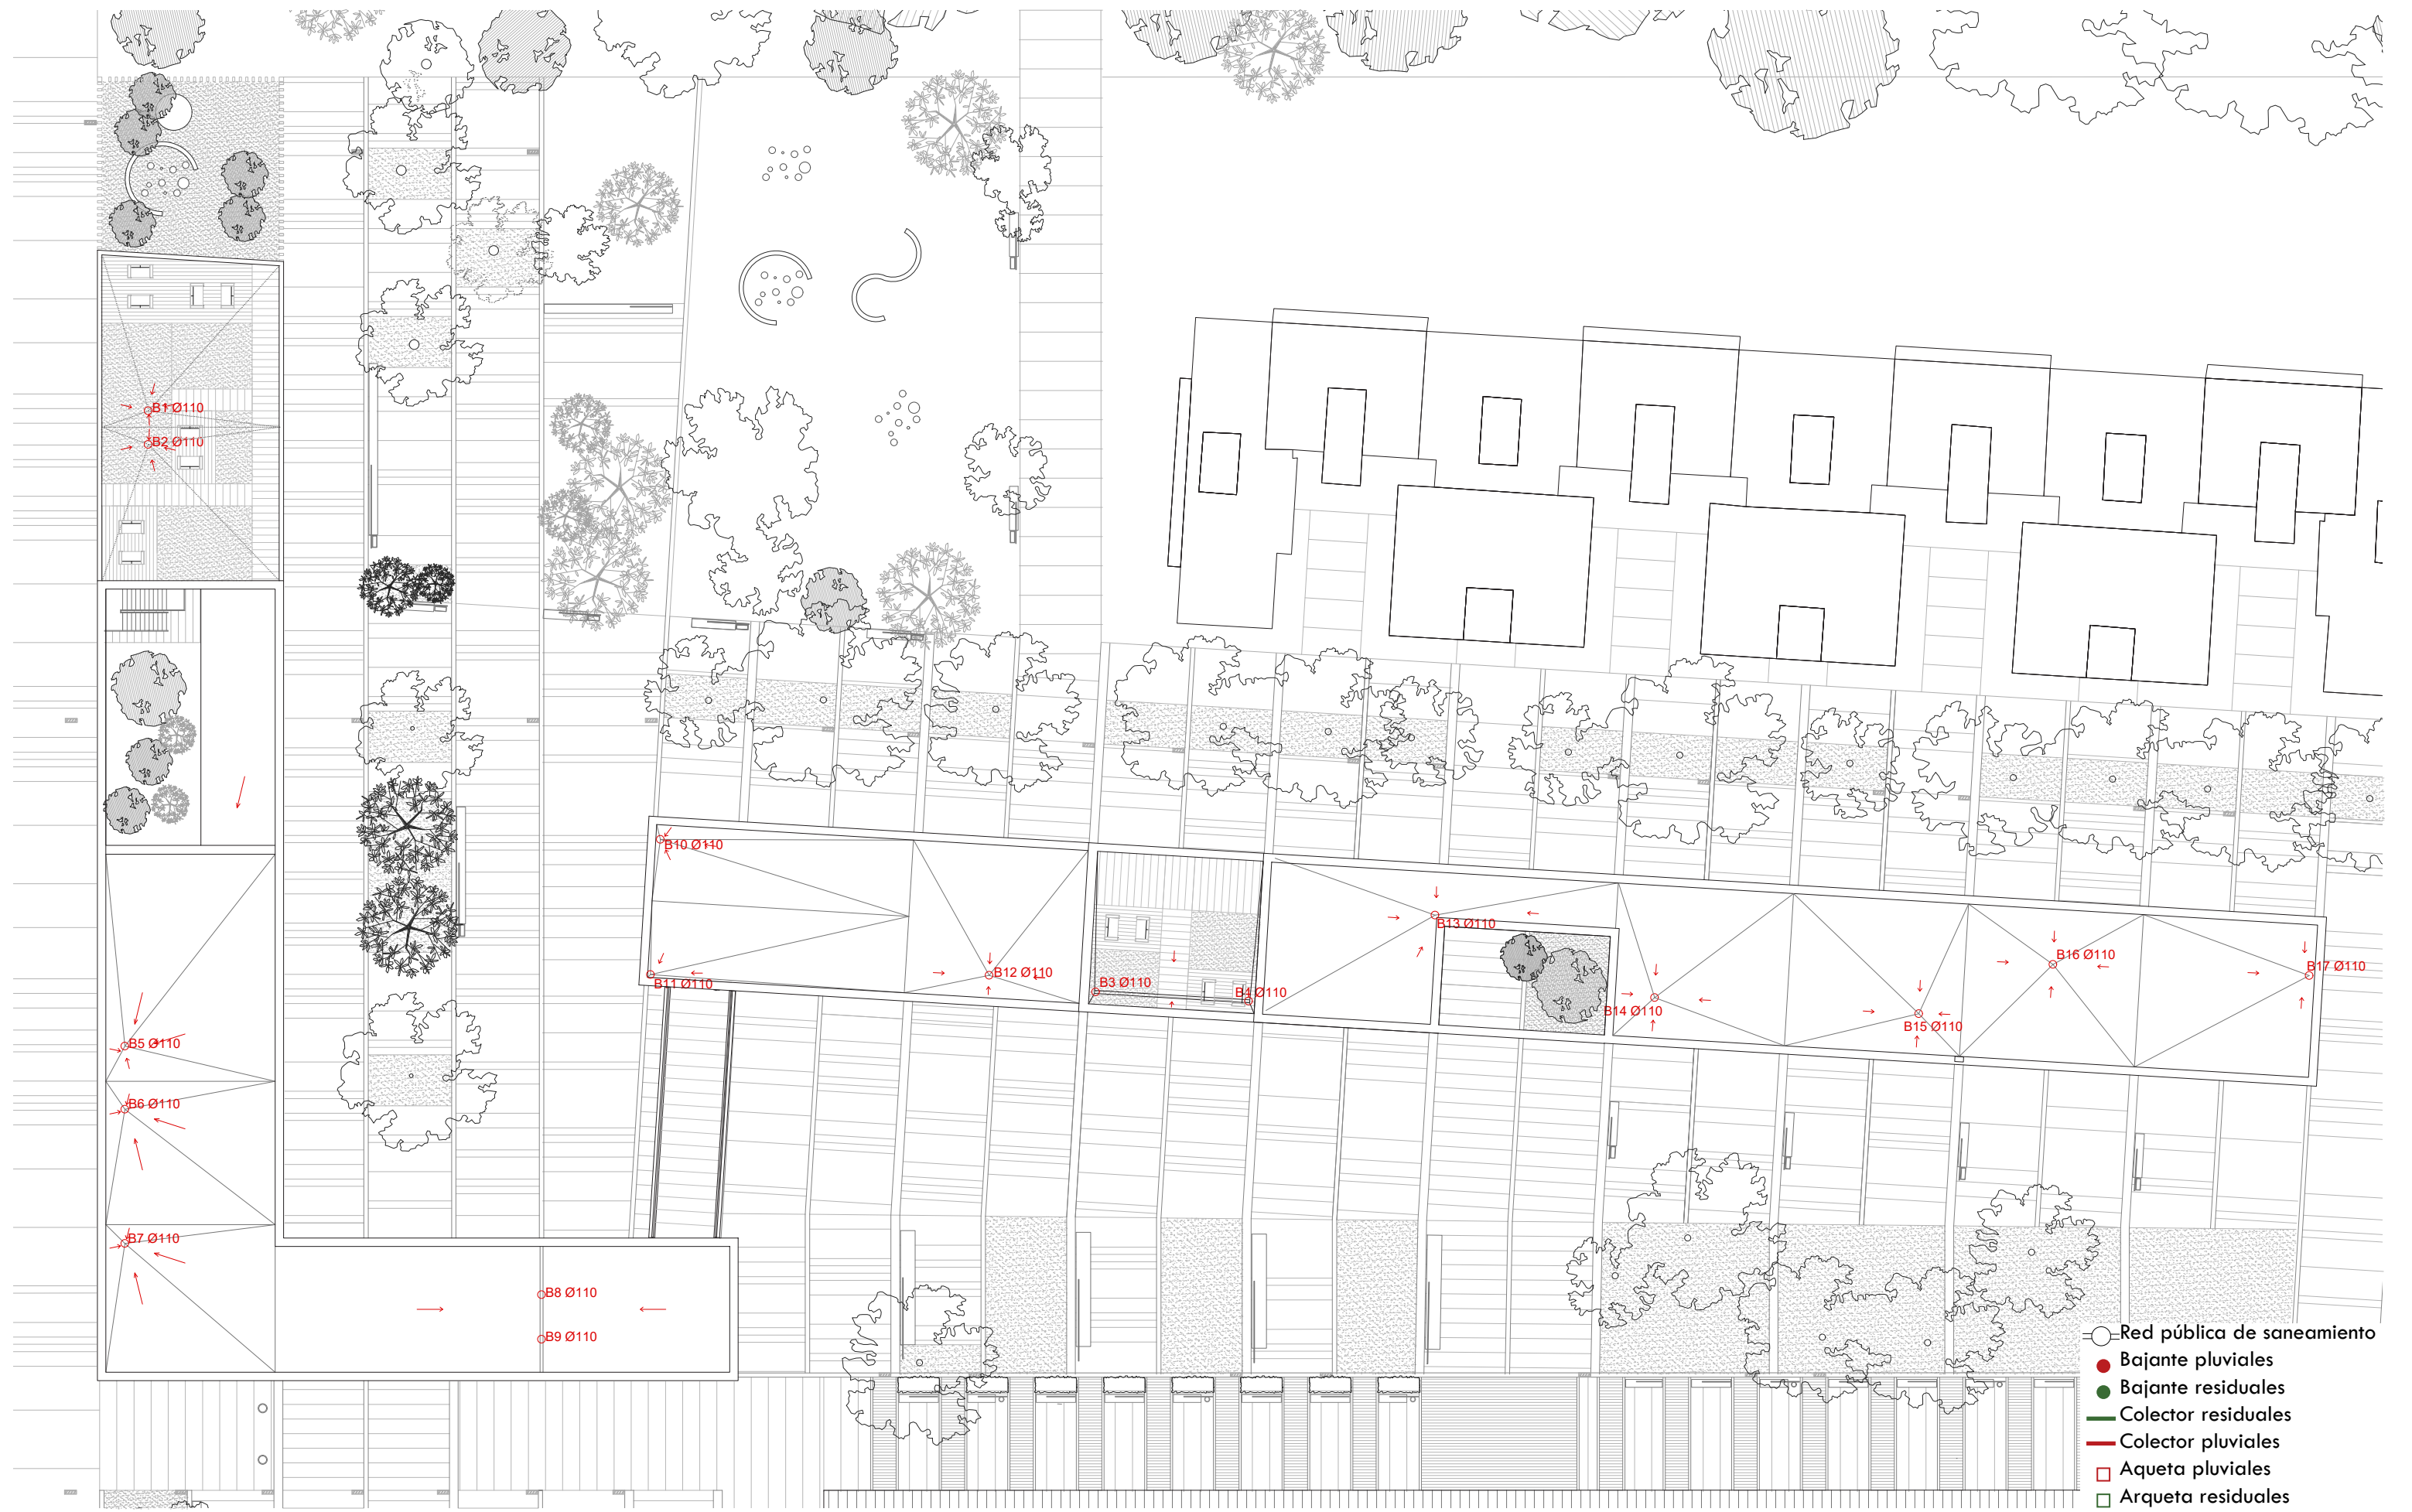 B1 Ø110
B2 Ø110
B10 Ø110
B13 Ø110
B16 Ø110
B17 Ø110
B12 Ø110
B3 Ø110
B4 Ø110
B11 Ø110
B14 Ø110
B15 Ø110
B5 Ø110
B6 Ø110
B7 Ø110
B8 Ø110
B9 Ø110
Red pública de saneamiento
Bajante pluviales
Bajante residuales
Colector residuales
Colector pluviales
Aqueta pluviales
Arqueta residuales